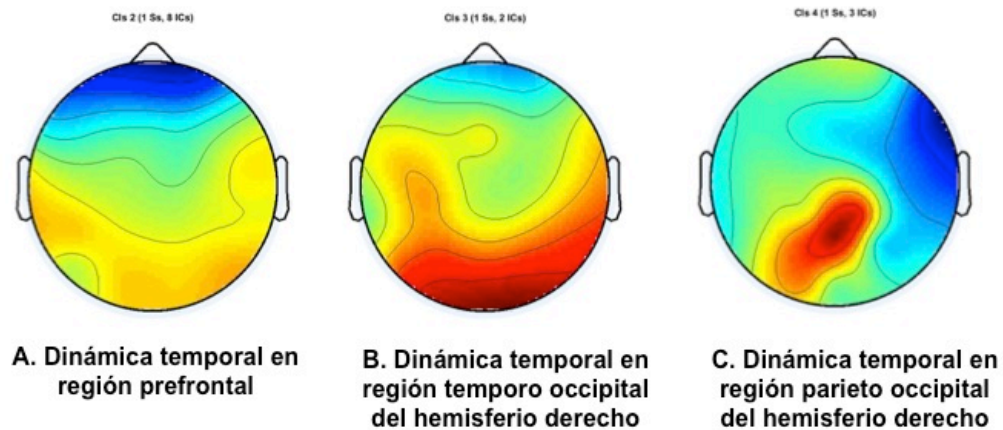 Cls 2 (1 Ss, 8 ICs)
Cls 3 (1 Ss, 2 ICs)
Cls 4 (1 Ss, 3 ICs)
A. Dinámica temporal en
región prefrontal
B. Dinámica temporal en
región temporo occipital
del hemisferio derecho
C. Dinámica temporal en
región parieto occipital
del hemisferio derecho